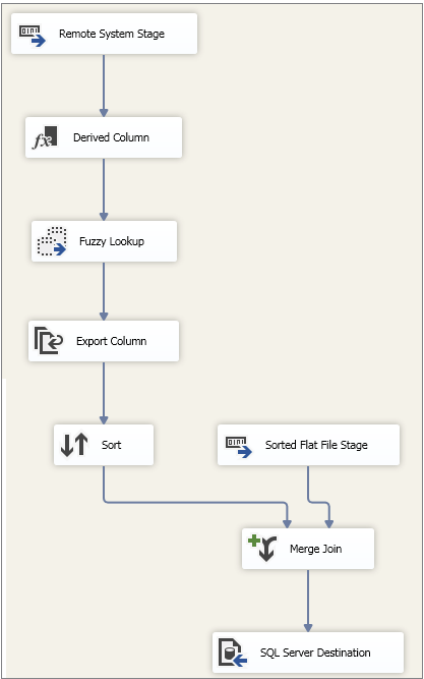 Remote System Stage
fx
Derived Column
Fuzzy Lookup
Export Column
Sort
Sorted Flat File Stage
Merge Join
SQL Server Destination